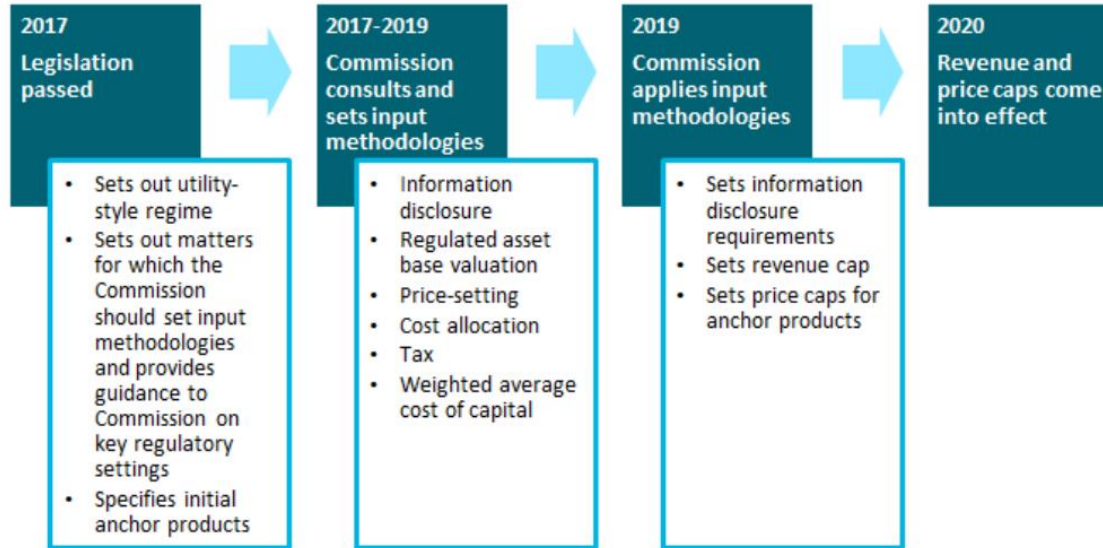 2017
Legislation
passed
• Sets out utility-
style regime
• Sets out matters
for which the
Commission
should set input
methodologies
and provides
guidance to
Commission on
key regulatory
settings
• Specifies initial
anchor products
2017-2019
Commission
consults and
sets input
methodologies
• Information
disclosure
• Regulated asset
base valuation
• Price-setting
• Cost allocation
• Tax
• Weighted average
cost of capital
2019
Commission
applies input
methodologies
• Sets information
disclosure
requirements
• Sets revenue cap
• Sets price caps for
anchor products
2020
Revenue and
price caps come
into effect